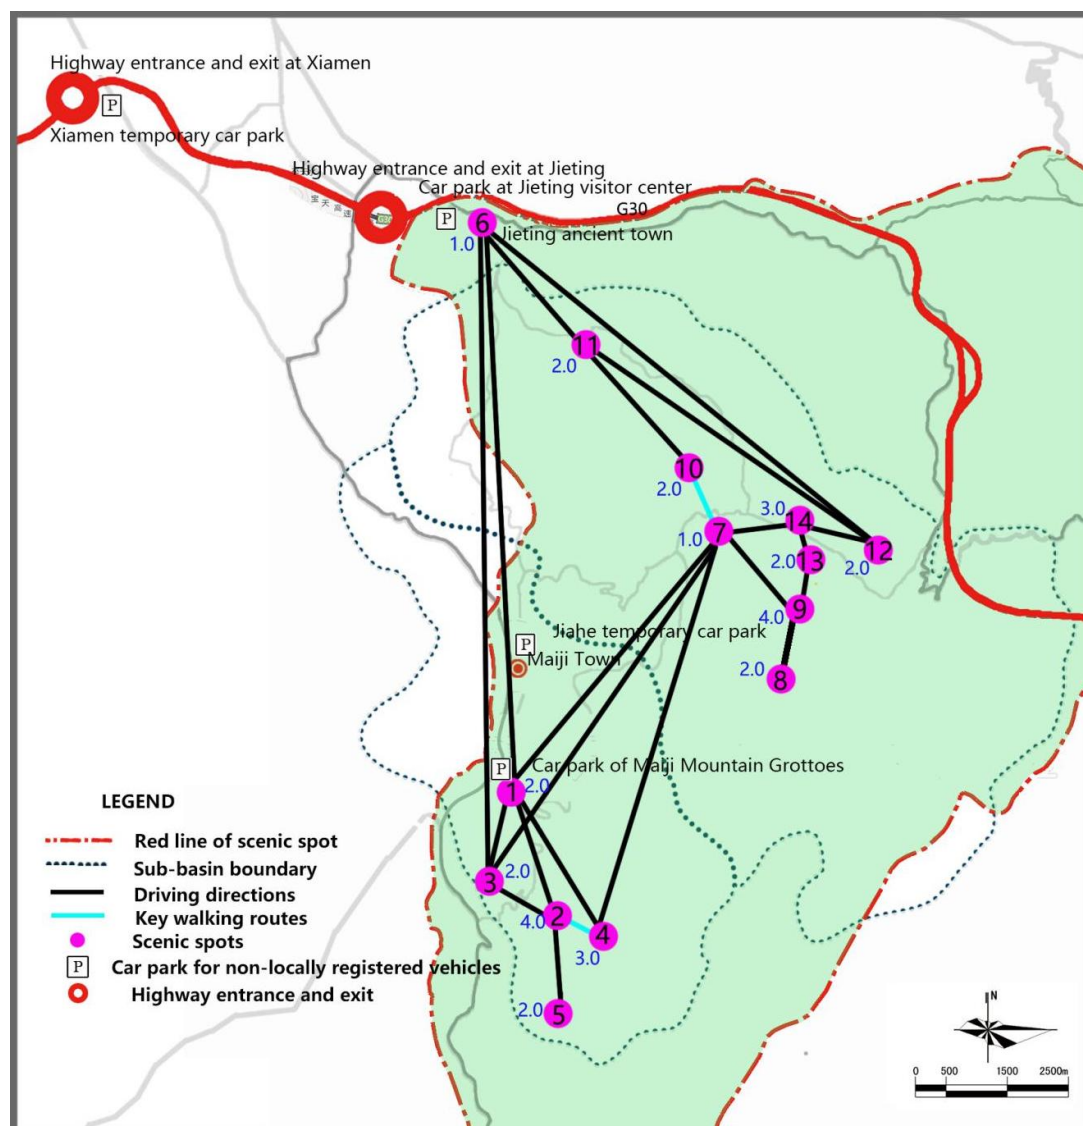 Highway entrance and exit at Xiamen
P
Xiamen temporary car park
Highway entrance and exit at Jieting
Car park at Jieting visitor center
宝天高速
G30
G30
P
6
1.0
Jieting ancient town
11
2.0
10
2.0
7
1.0
3.0
14
12
2.0
2.0
13
9
4.0
2.0
8
P
Jiahe temporary car park
Maiji Town
P
Car park of Maiji Mountain Grottoes
1
2.0
2.0
3
2
4.0
4
3.0
2.0
5
LEGEND
Red line of scenic spot
Sub-basin boundary
Driving directions
Key walking routes
Scenic spots
P
Car park for non-locally registered vehicles
Highway entrance and exit
N
0 500 1500 2500m